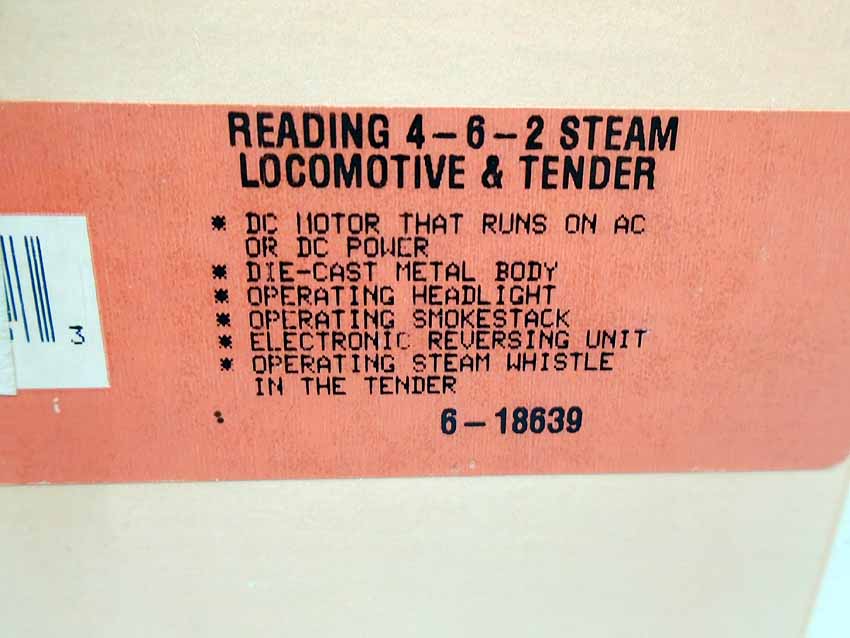 READING 4-6-2 STEAM
LOCOMOTIVE & TENDER
* DC MOTOR THAT RUNS ON AC
OR DC POWER
* DIE-CAST METAL BODY
* OPERATING HEADLIGHT
* OPERATING SMOKESTACK
* ELECTRONIC REVERSING UNIT
* OPERATING STEAM WHISTLE
IN THE TENDER
3
6-18639